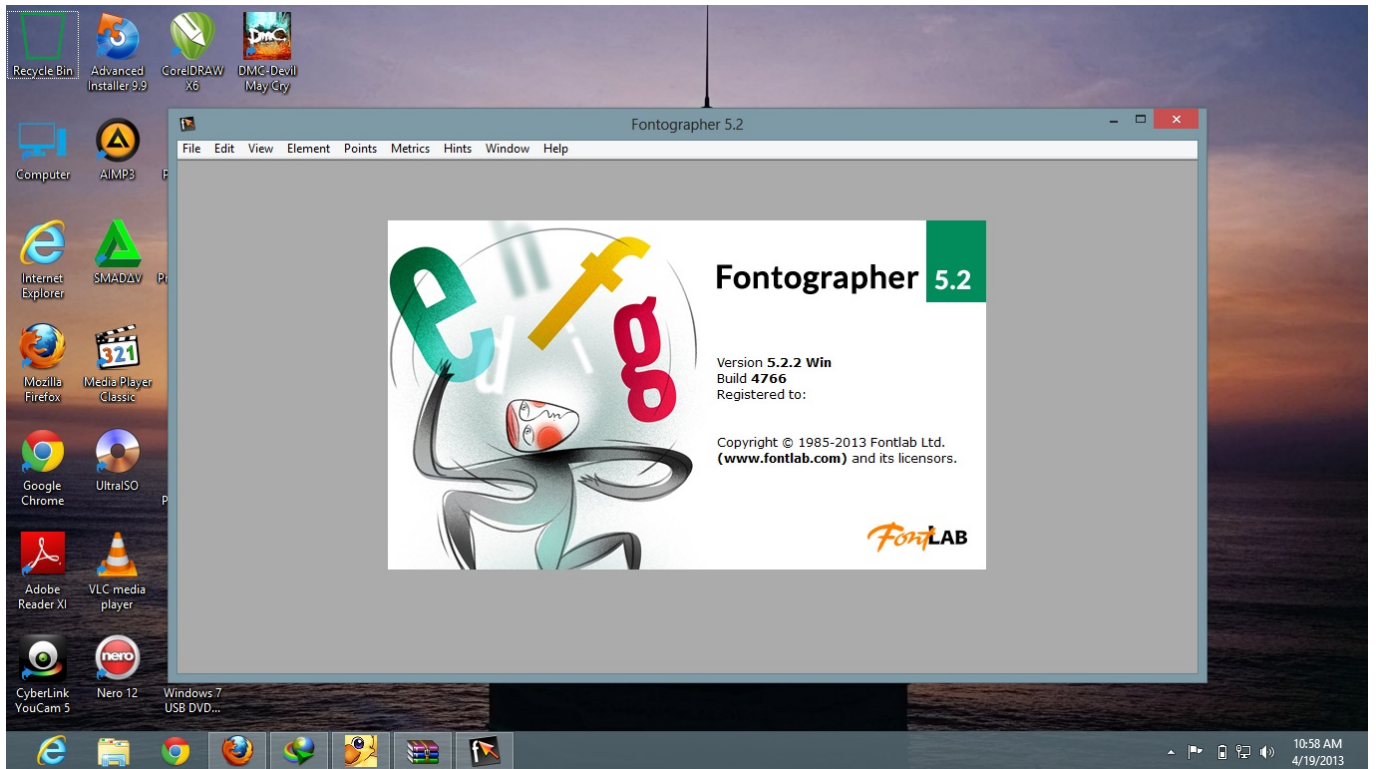 Recycle Bin
Advanced
Installer 9.9
CorelDRAW
X6
DMC
DMC-Devil
May Cry
Fontographer 5.2
File Edit View Element Points Metrics Hints Window Help
Computer
AIMP3
Internet
Explorer
SMADAV
Mozilla
Firefox
321
Media Player
Classic
Google
Chrome
UltraISO
Adobe
Reader XI
VLC media
player
CyberLink
YouCam 5
nero
Nero 12
Windows 7
USB DVD...
e f g
h
d i
Fontographer 5.2
Version 5.2.2 Win
Build 4766
Registered to:
Copyright © 1985-2013 Fontlab Ltd.
(www.fontlab.com) and its licensors.
FontLAB
10:58 AM
4/19/2013